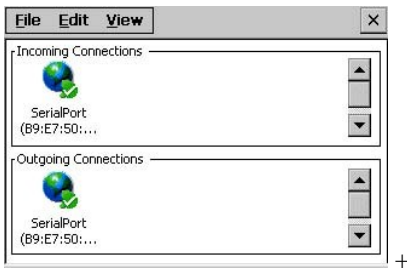 File Edit View ×
Incoming Connections
SerialPort
(B9:E7:50:...
Outgoing Connections
SerialPort
(B9:E7:50:...
+